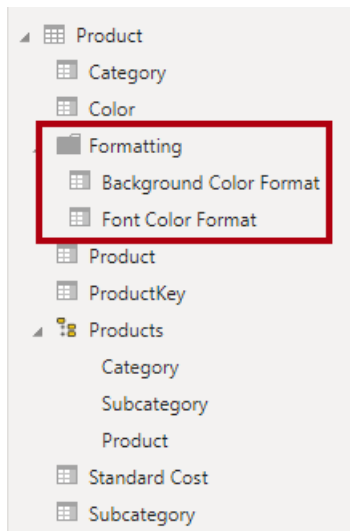 Product
Category
Color
Formatting
Background Color Format
Font Color Format
Product
ProductKey
Products
Category
Subcategory
Product
Standard Cost
Subcategory